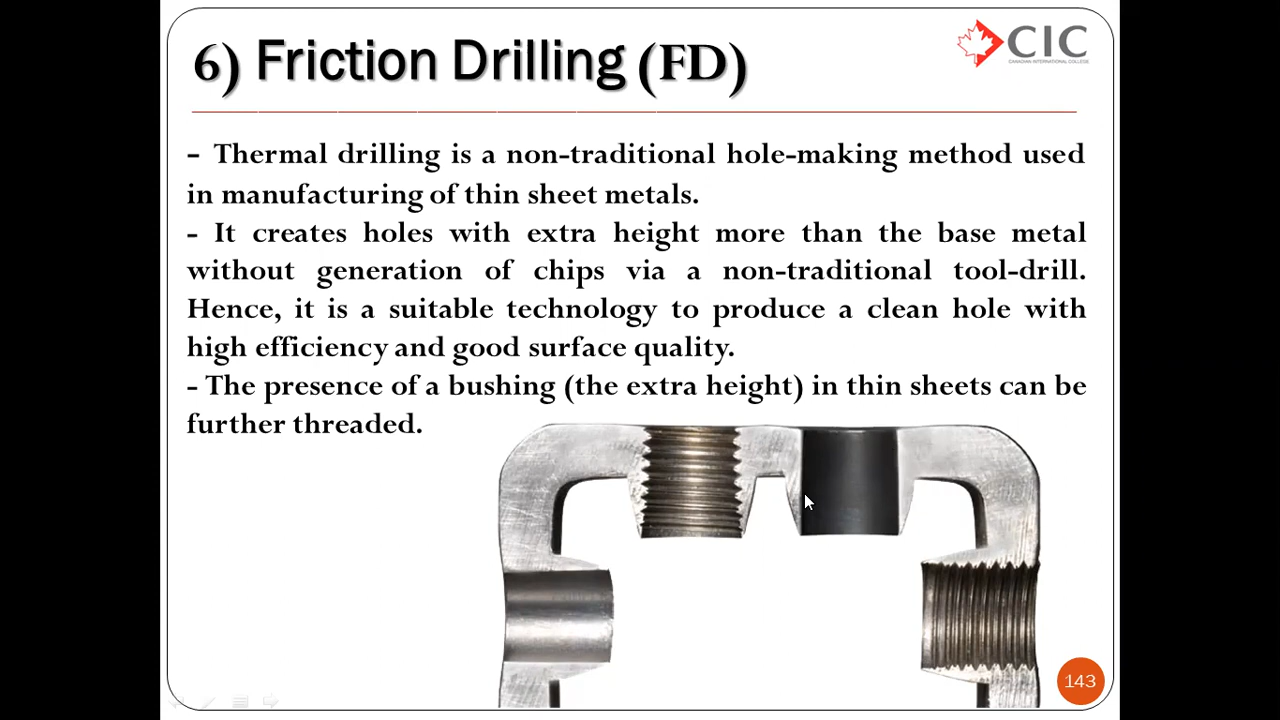 6) Friction Drilling (FD)
CIC
CANADIAN INTERNATIONAL COLLEGE
- Thermal drilling is a non-traditional hole-making method used
in manufacturing of thin sheet metals.
- It creates holes with extra height more than the base metal
without generation of chips via a non-traditional tool-drill.
Hence, it is a suitable technology to produce a clean hole with
high efficiency and good surface quality.
- The presence of a bushing (the extra height) in thin sheets can be
further threaded.
143